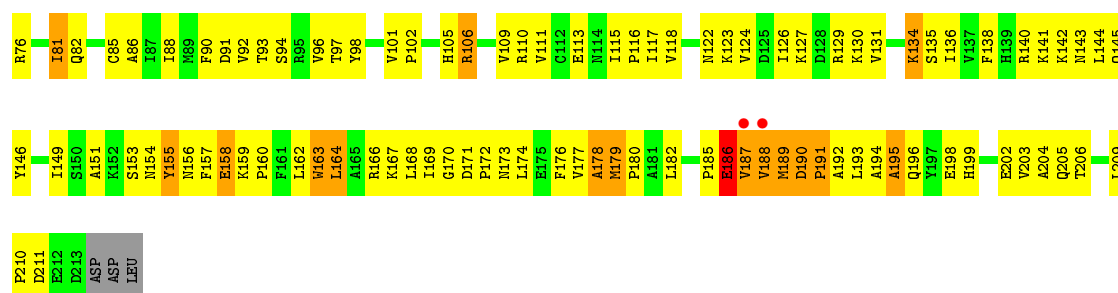 R76 I81 Q82 C85 A86 I87 I88 M89 F90 D91 V92 T93 S94 R95 V96 T97 Y98 V101 P102 H105 R106 V109 R110 V111 C112 E113 N114 I115 P116 I117 V118 N122 K123 V124 D125 I126 K127 D128 R129 K130 V131 K134 S135 I136 V137 F138 H139 R140 K141 K142 N143 L144
Y146 I149 S150 A151 K152 S153 N154 Y155 N156 F157 E158 K159 P160 F161 L162 W163 L164 A165 R166 K167 L168 I169 G170 D171 P172 N173 L174 E175 F176 V177 A178 M179 P180 A181 L182 P185 E186 V187 V188 M189 D190 P191 A192 L193 A194 A195 Q196 Y197 E198 H199 E202 V203 A204 Q205 T206
P210 D211 E212 D213 ASP ASP LEU